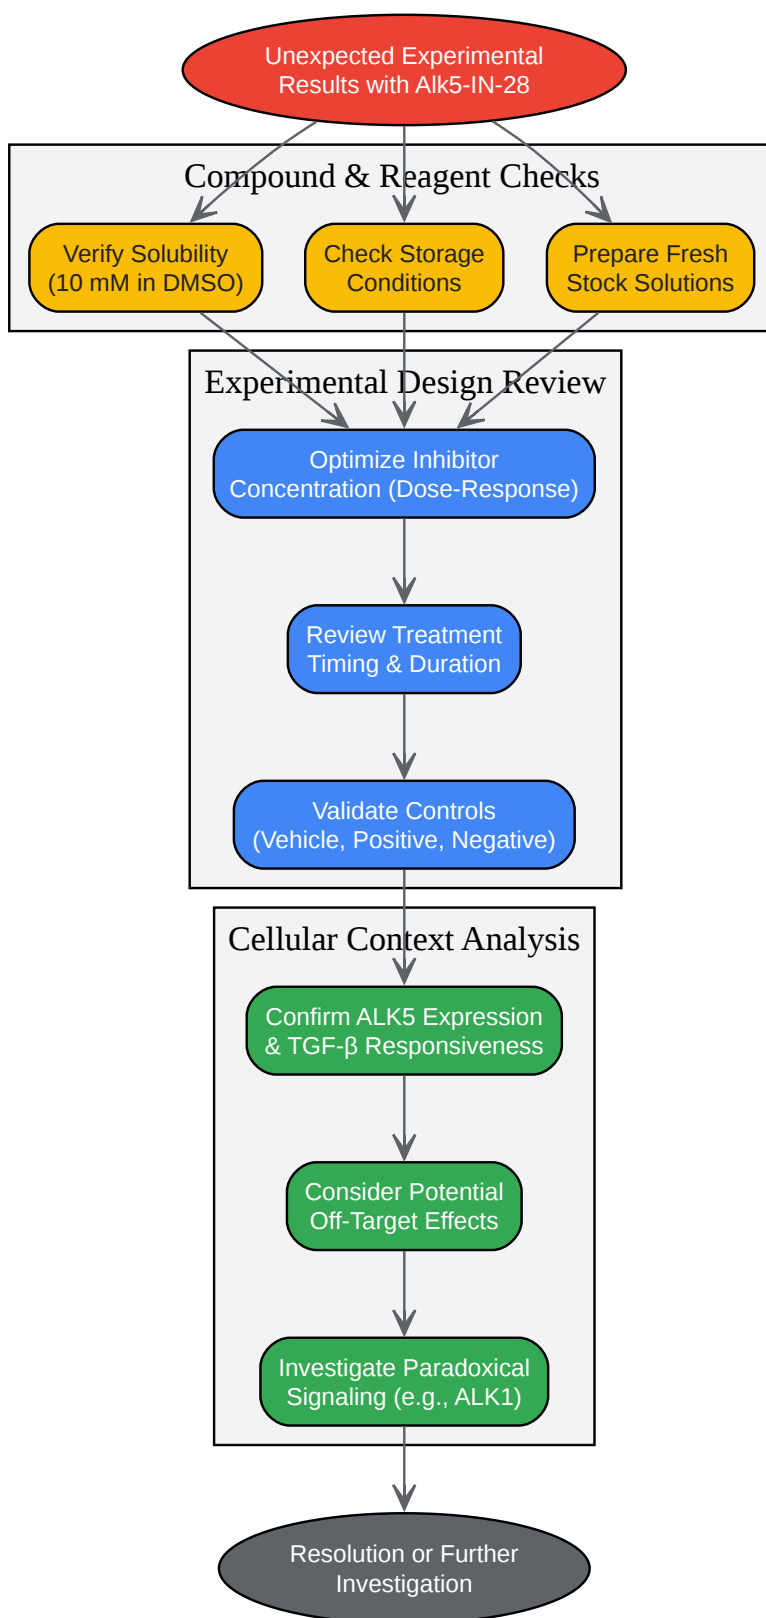 Unexpected Experimental
Results with Alk5-IN-28
Compound & Reagent Checks
Verify Solubility
(10 mM in DMSO)
Check Storage
Conditions
Prepare Fresh
Stock Solutions
Experimental Design Review
Optimize Inhibitor
Concentration (Dose-Response)
Review Treatment
Timing & Duration
Validate Controls
(Vehicle, Positive, Negative)
Cellular Context Analysis
Confirm ALK5 Expression
& TGF-β Responsiveness
Consider Potential
Off-Target Effects
Investigate Paradoxical
Signaling (e.g., ALK1)
Resolution or Further
Investigation